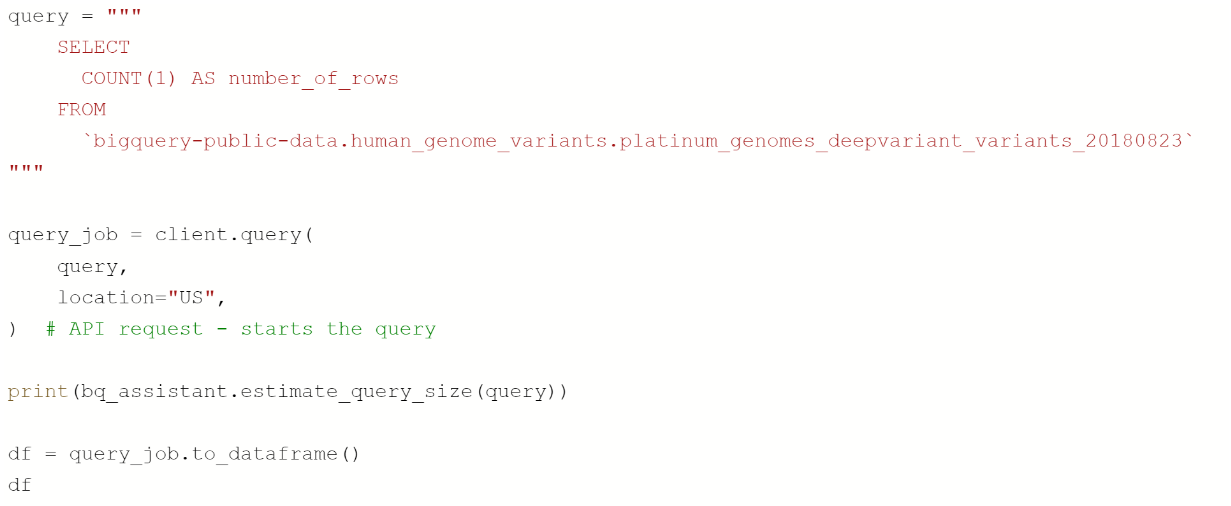 query = """
    SELECT
      COUNT(1) AS number_of_rows
    FROM
      `bigquery-public-data.human_genome_variants.platinum_genomes_deepvariant_variants_20180823`
"""

query_job = client.query(
    query,
    location="US",
)  # API request - starts the query

print(bq_assistant.estimate_query_size(query))

df = query_job.to_dataframe()
df